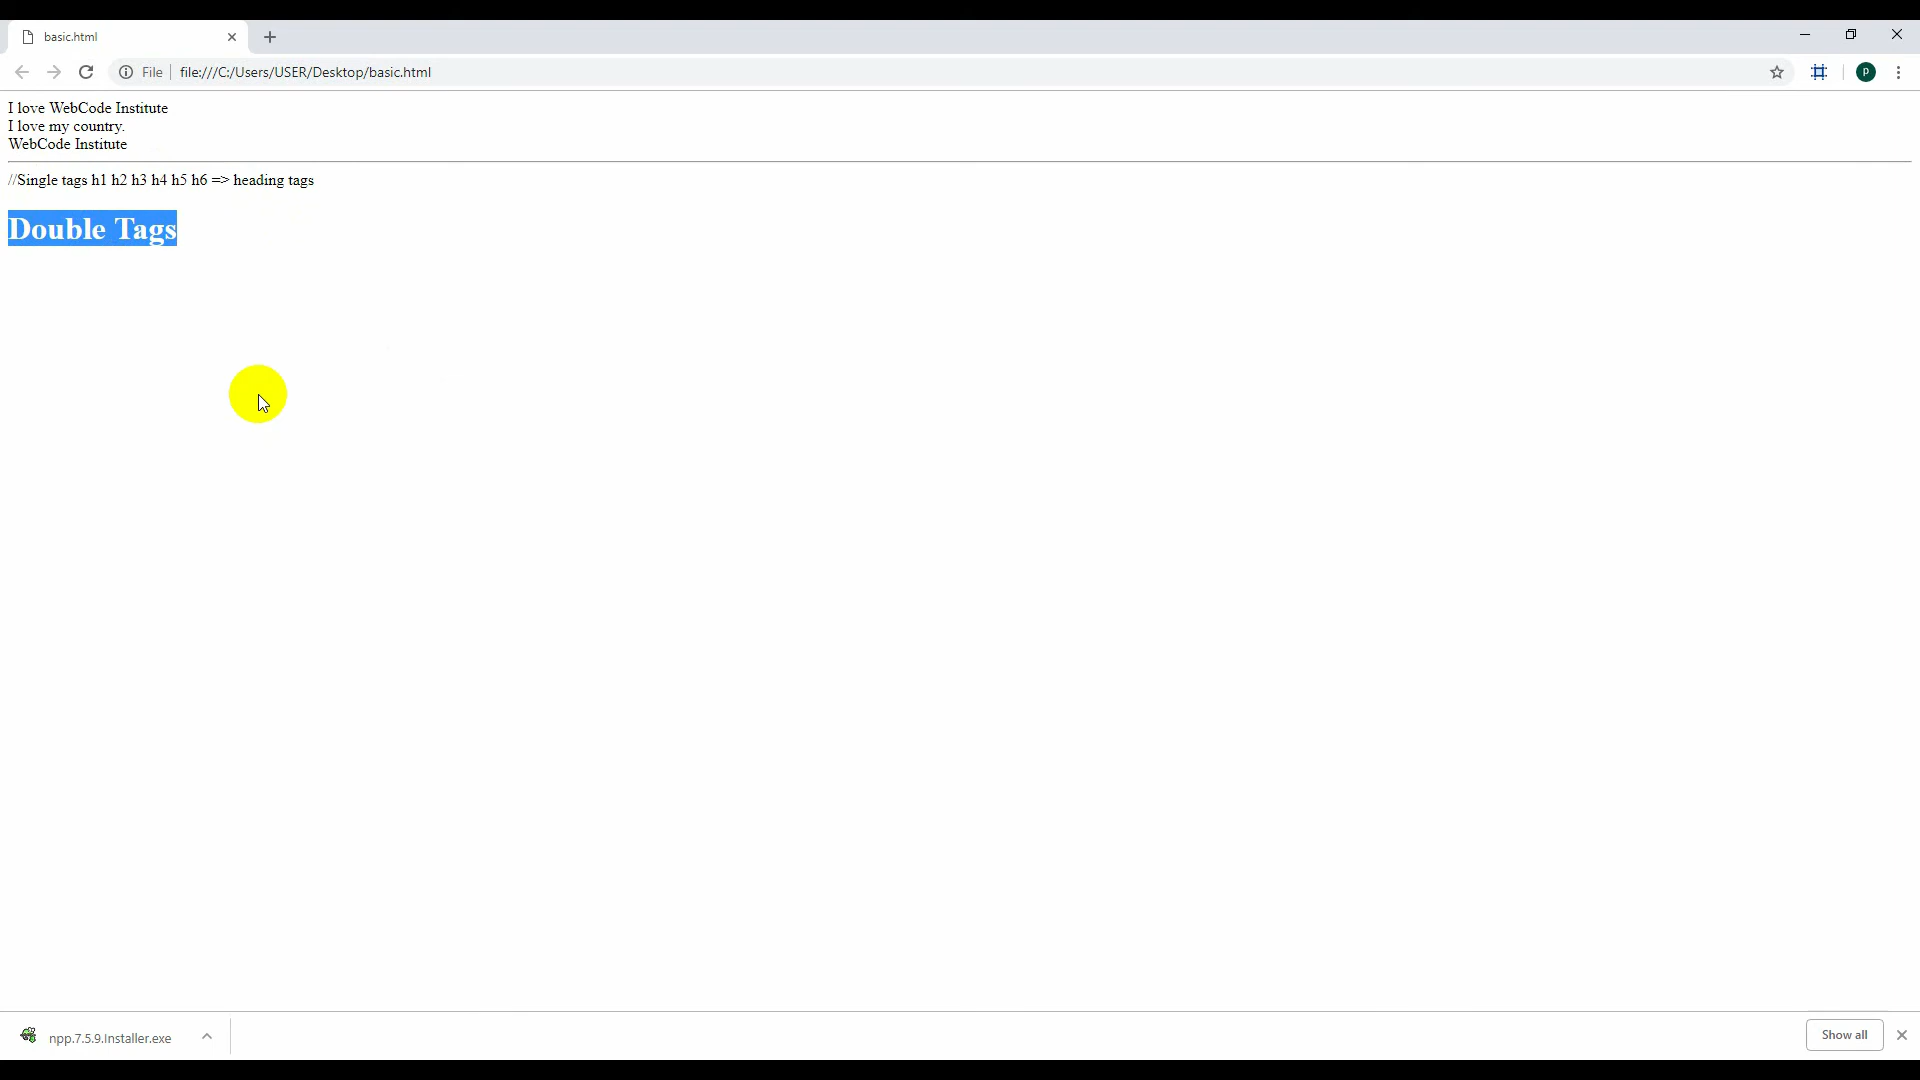 basic.html
File
file:///C:/Users/USER/Desktop/basic.html
P
I love WebCode Institute
I love my country.
WebCode Institute
//Single tags h1 h2 h3 h4 h5 h6 => heading tags
Double Tags
npp.7.5.9.Installer.exe
Show all